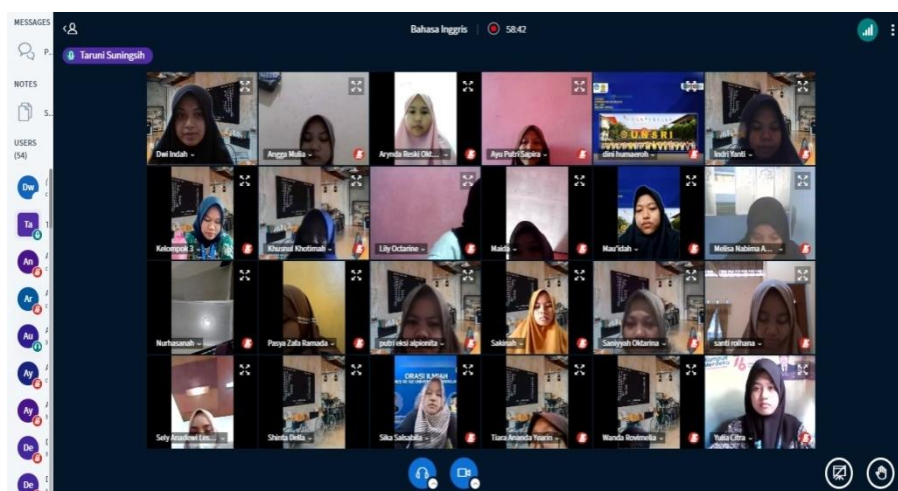 MESSAGES
P..
NOTES
S..
USERS
(54)
Dw
Ta
An
Ar
Au
Ay
Ay
De
De
Bahasa Inggris
58:42
Taruni Suningsih
Dwi Indah
Angga Mulia
Arynda Reski Okt...
Ayu Putri Sapira
UNSRI
dini humaeroh
Indri Yanti
Kelompok 3
Khusnul Khotimah
Lily Octarine
Maida
Mau'idah
Melisa Nabima A...
Nurhasanah
Pasya Zafa Ramada
putri eksi alpionita
Sakinah
Saniyyah Oktarina
santi roihana
Sely Anadewi Les...
Shinta Della
ORASI ILMIAH
Sika Salsabila
Tiara Ananda Yuarin
Wanda Rovimelia
Yulia Citra